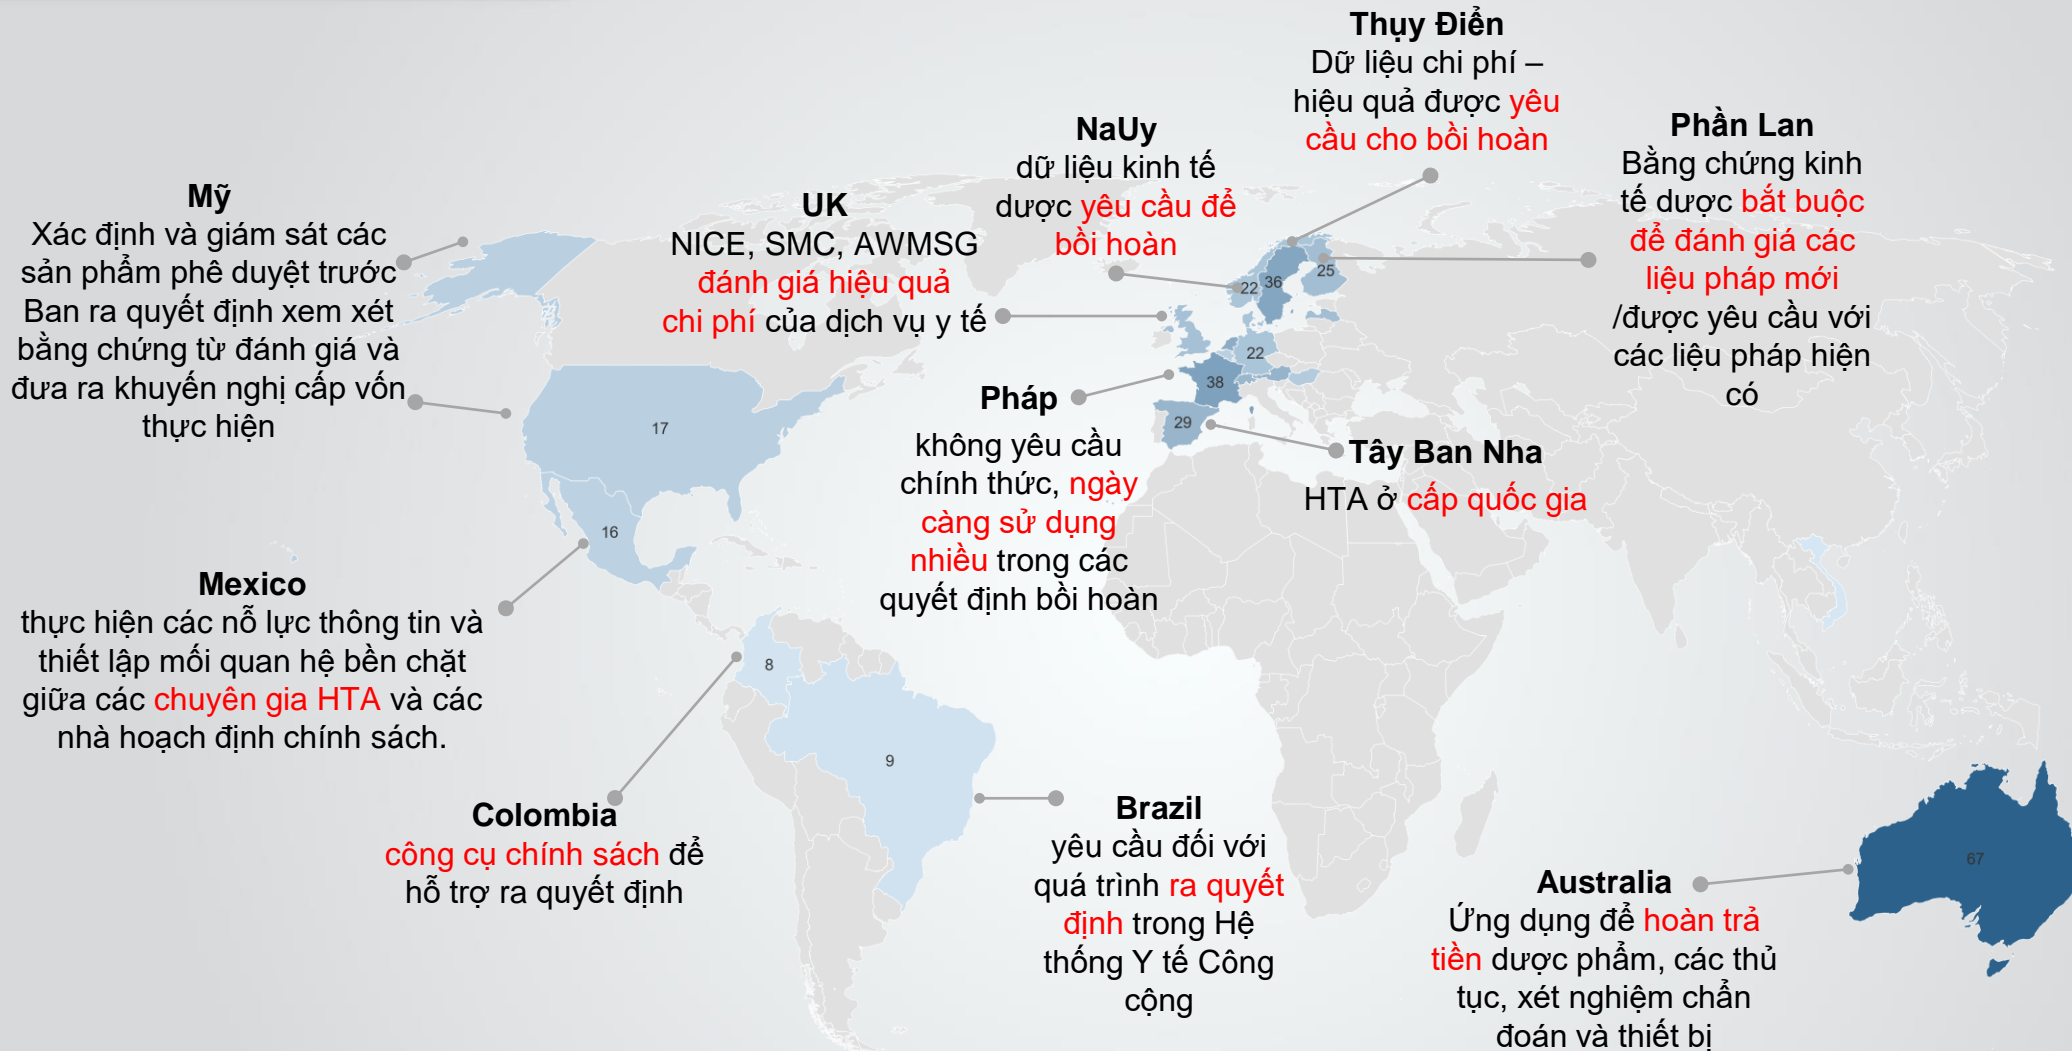 Thụy Điển
Dữ liệu chi phí –
hiệu quả được yêu
cầu cho bồi hoàn
NaUy
dữ liệu kinh tế
dược yêu cầu để
bồi hoàn
Phần Lan
Bằng chứng kinh
tế dược bắt buộc
để đánh giá các
liệu pháp mới
/được yêu cầu với
các liệu pháp hiện
có
Mỹ
Xác định và giám sát các
sản phẩm phê duyệt trước
Ban ra quyết định xem xét
bằng chứng từ đánh giá và
đưa ra khuyến nghị cấp vốn
thực hiện
UK
NICE, SMC, AWMSG
đánh giá hiệu quả
chi phí của dịch vụ y tế
22
36
25
22
38
29
17
16
8
9
67
Pháp
không yêu cầu
chính thức, ngày
càng sử dụng
nhiều trong các
quyết định bồi hoàn
Tây Ban Nha
HTA ở cấp quốc gia
Mexico
thực hiện các nỗ lực thông tin và
thiết lập mối quan hệ bền chặt
giữa các chuyên gia HTA và các
nhà hoạch định chính sách.
Colombia
công cụ chính sách để
hỗ trợ ra quyết định
Brazil
yêu cầu đối với
quá trình ra quyết
định trong Hệ
thống Y tế Công
cộng
Australia
Ứng dụng để hoàn trả
tiền dược phẩm, các thủ
tục, xét nghiệm chẩn
đoán và thiết bị